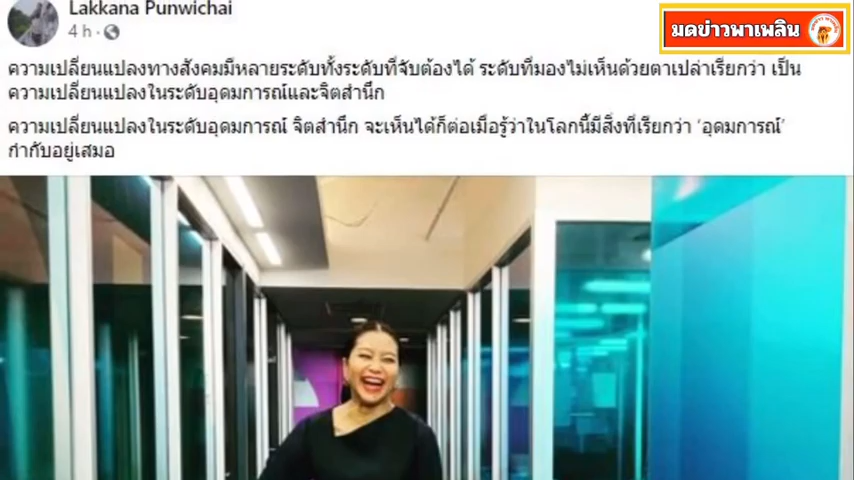 Lakkana Punwichai
4 h ·
มดข่าวพาเพลิน
ความเปลี่ยนแปลงทางสังคมมีหลายระดับทั้งระดับที่จับต้องได้ ระดับที่มองไม่เห็นด้วยตาเปล่าเรียกว่า เป็น
ความเปลี่ยนแปลงในระดับอุดมการณ์และจิตสำนึก
ความเปลี่ยนแปลงในระดับอุดมการณ์ จิตสำนึก จะเห็นได้ก็ต่อเมื่อรู้ว่าในโลกนี้มีสิ่งที่เรียกว่า ‘อุดมการณ์’
กำกับอยู่เสมอ